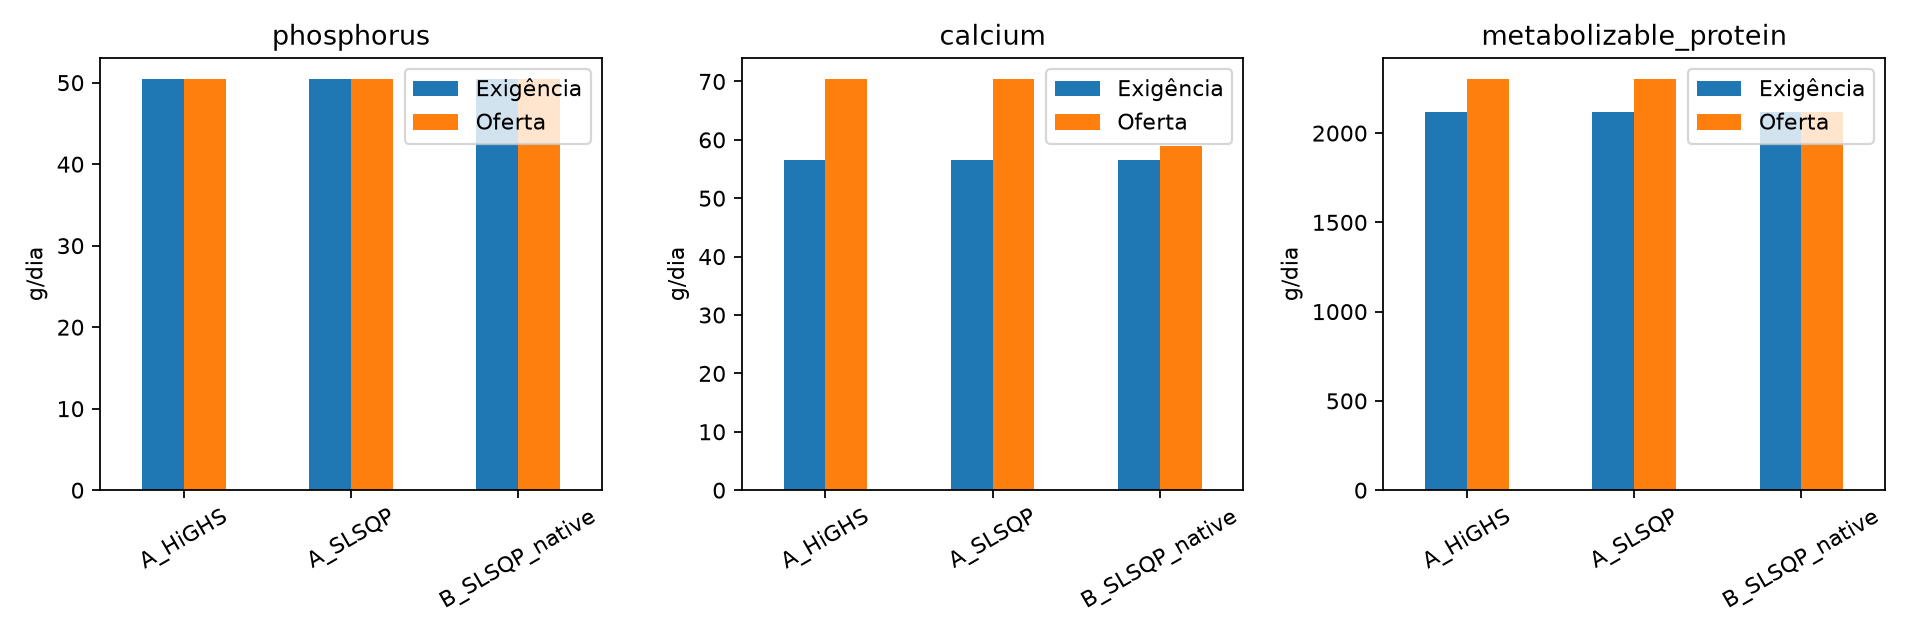 phosphorus
50
40
30
20
10
0
g/dia
Exigência
Oferta
A_HiGHS
A_SLSQP
B_SLSQP_native
calcium
70
60
50
40
30
20
10
0
g/dia
Exigência
Oferta
A_HiGHS
A_SLSQP
B_SLSQP_native
metabolizable_protein
2000
1500
1000
500
0
g/dia
Exigência
Oferta
A_HiGHS
A_SLSQP
B_SLSQP_native